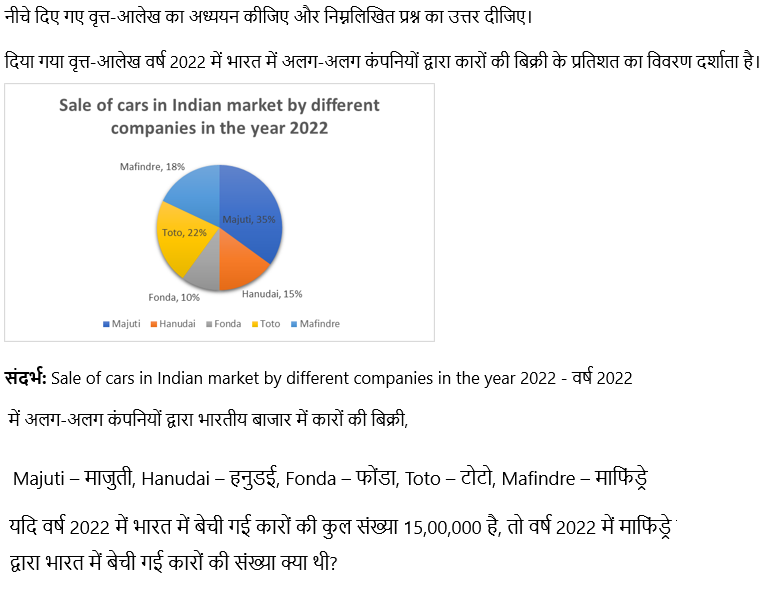 नीचे दिए गए वृत्त-आलेख का अध्ययन कीजिए और निम्नलिखित प्रश्न का उत्तर दीजिए।
दिया गया वृत्त-आलेख वर्ष 2022 में भारत में अलग-अलग कंपनियों द्वारा कारों की बिक्री के प्रतिशत का विवरण दर्शाता है।
Sale of cars in Indian market by different
companies in the year 2022
Mafindre, 18%
Majuti, 35%
Toto, 22%
Fonda, 10%
Hanudai, 15%
Majuti Hanudai Fonda Toto Mafindre
संदर्भ: Sale of cars in Indian market by different companies in the year 2022 - वर्ष 2022
में अलग-अलग कंपनियों द्वारा भारतीय बाजार में कारों की बिक्री,
Majuti – माजुती, Hanudai – हनुडई, Fonda – फोंडा, Toto – टोटो, Mafindre – माफिंड्रे
यदि वर्ष 2022 में भारत में बेची गई कारों की कुल संख्या 15,00,000 है, तो वर्ष 2022 में माफिंड्रे
द्वारा भारत में बेची गई कारों की संख्या क्या थी?